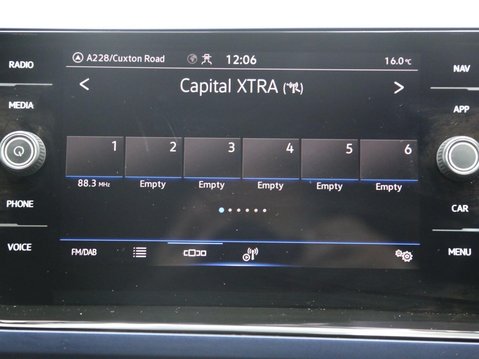 A228/Cuxton Road 12:06 16.0°C
RADIO
NAV
< Capital XTRA >
MEDIA
APP
1 2 3 4 5 6
88.3 MHz Empty Empty Empty Empty Empty
PHONE
CAR
VOICE
FM/DAB
MENU